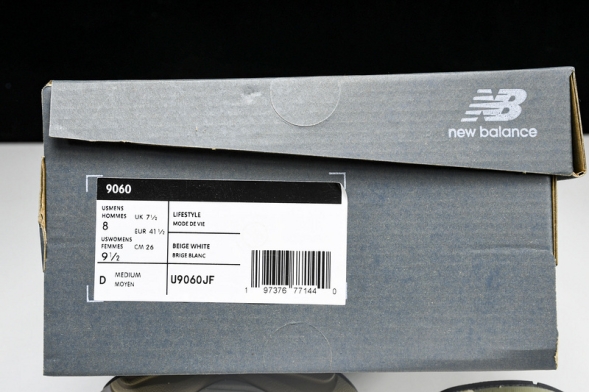 new balance
9060
USMENS
HOMMES
8
UK 7½
EUR 41½
USWOMENS
FEMMES
9½
CM 26
LIFESTYLE
MODE DE VIE
BEIGE WHITE
BRIGE BLANC
D MEDIUM
MOYEN
U9060JF
1 97376 77144 0